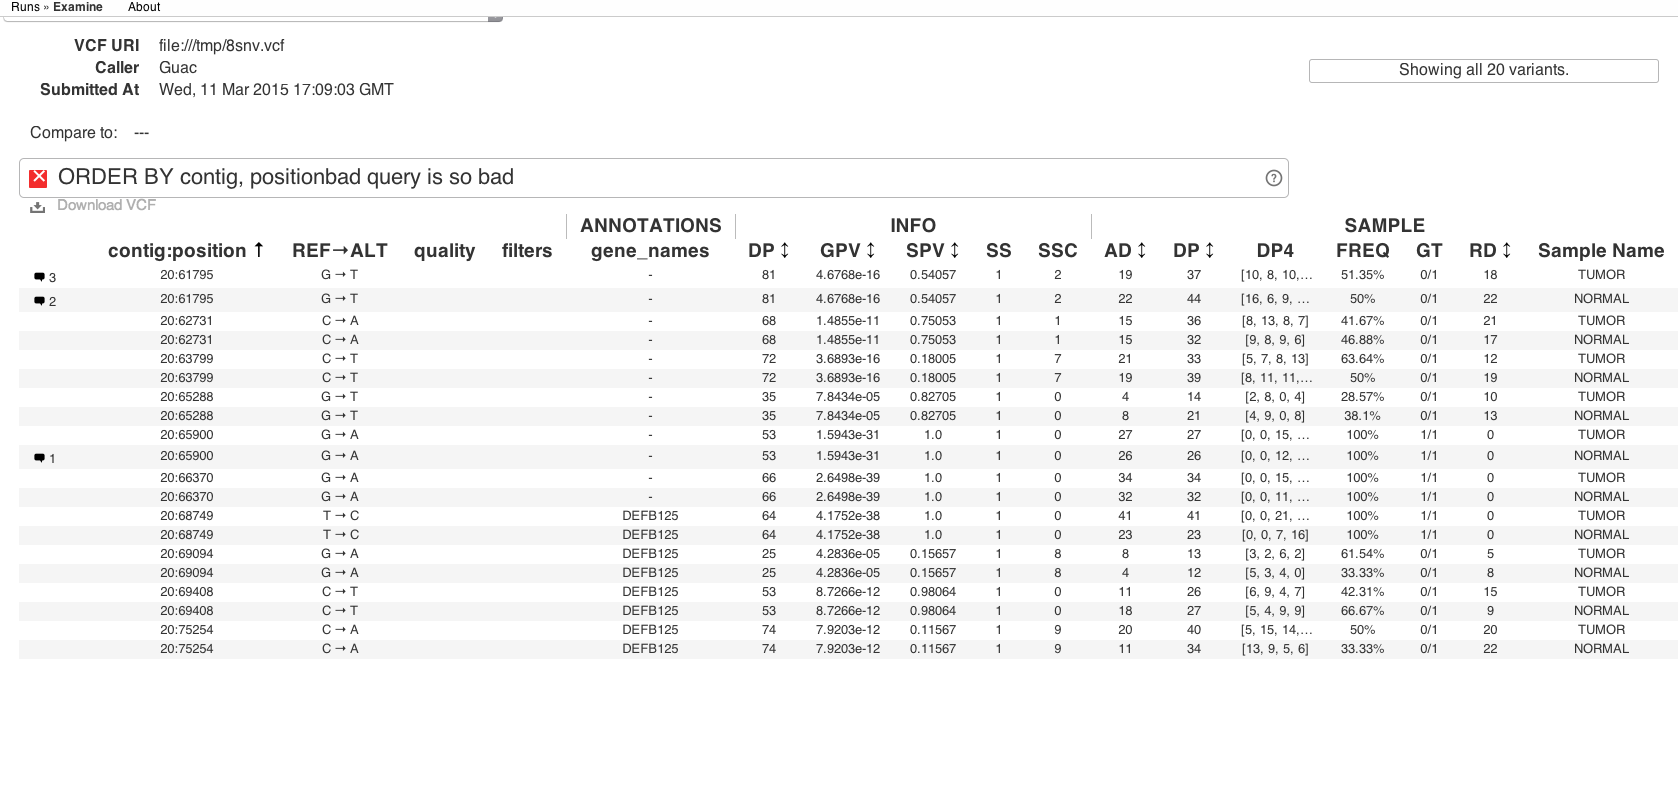 Runs » Examine About
VCF URI file:///tmp/8snv.vcf
Caller Guac
Showing all 20 variants.
Submitted At Wed, 11 Mar 2015 17:09:03 GMT
Compare to: ---
ORDER BY contig, positionbad query is so bad
Download VCF
ANNOTATIONS INFO SAMPLE
contig:position ↑ REF→ALT quality filters gene_names DP ↕ GPV ↕ SPV ↕ SS SSC AD ↕ DP ↕ DP4 FREQ GT RD ↕ Sample Name
3 20:61795 G → T - 81 4.6768e-16 0.54057 1 2 19 37 [10, 8, 10,... 51.35% 0/1 18 TUMOR
2 20:61795 G → T - 81 4.6768e-16 0.54057 1 2 22 44 [16, 6, 9, ... 50% 0/1 22 NORMAL
20:62731 C → A - 68 1.4855e-11 0.75053 1 1 15 36 [8, 13, 8, 7] 41.67% 0/1 21 TUMOR
20:62731 C → A - 68 1.4855e-11 0.75053 1 1 15 32 [9, 8, 9, 6] 46.88% 0/1 17 NORMAL
20:63799 C → T - 72 3.6893e-16 0.18005 1 7 21 33 [5, 7, 8, 13] 63.64% 0/1 12 TUMOR
20:63799 C → T - 72 3.6893e-16 0.18005 1 7 19 39 [8, 11, 11,... 50% 0/1 19 NORMAL
20:65288 G → T - 35 7.8434e-05 0.82705 1 0 4 14 [2, 8, 0, 4] 28.57% 0/1 10 TUMOR
20:65288 G → T - 35 7.8434e-05 0.82705 1 0 8 21 [4, 9, 0, 8] 38.1% 0/1 13 NORMAL
20:65900 G → A - 53 1.5943e-31 1.0 1 0 27 27 [0, 0, 15, ... 100% 1/1 0 TUMOR
1 20:65900 G → A - 53 1.5943e-31 1.0 1 0 26 26 [0, 0, 12, ... 100% 1/1 0 NORMAL
20:66370 G → A - 66 2.6498e-39 1.0 1 0 34 34 [0, 0, 15, ... 100% 1/1 0 TUMOR
20:66370 G → A - 66 2.6498e-39 1.0 1 0 32 32 [0, 0, 11, ... 100% 1/1 0 NORMAL
20:68749 T → C DEFB125 64 4.1752e-38 1.0 1 0 41 41 [0, 0, 21, ... 100% 1/1 0 TUMOR
20:68749 T → C DEFB125 64 4.1752e-38 1.0 1 0 23 23 [0, 0, 7, 16] 100% 1/1 0 NORMAL
20:69094 G → A DEFB125 25 4.2836e-05 0.15657 1 8 8 13 [3, 2, 6, 2] 61.54% 0/1 5 TUMOR
20:69094 G → A DEFB125 25 4.2836e-05 0.15657 1 8 4 12 [5, 3, 4, 0] 33.33% 0/1 8 NORMAL
20:69408 C → T DEFB125 53 8.7266e-12 0.98064 1 0 11 26 [6, 9, 4, 7] 42.31% 0/1 15 TUMOR
20:69408 C → T DEFB125 53 8.7266e-12 0.98064 1 0 18 27 [5, 4, 9, 9] 66.67% 0/1 9 NORMAL
20:75254 C → A DEFB125 74 7.9203e-12 0.11567 1 9 20 40 [5, 15, 14,... 50% 0/1 20 TUMOR
20:75254 C → A DEFB125 74 7.9203e-12 0.11567 1 9 11 34 [13, 9, 5, 6] 33.33% 0/1 22 NORMAL